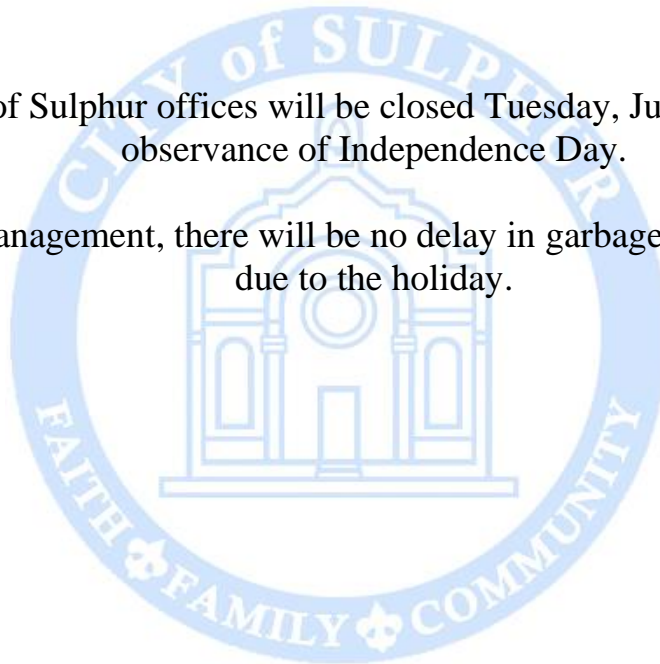 CITY of SULPHUR
of Sulphur offices will be closed Tuesday, Ju
observance of Independence Day.
anagement, there will be no delay in garbage
due to the holiday.
FAITH FAMILY COMMUNITY